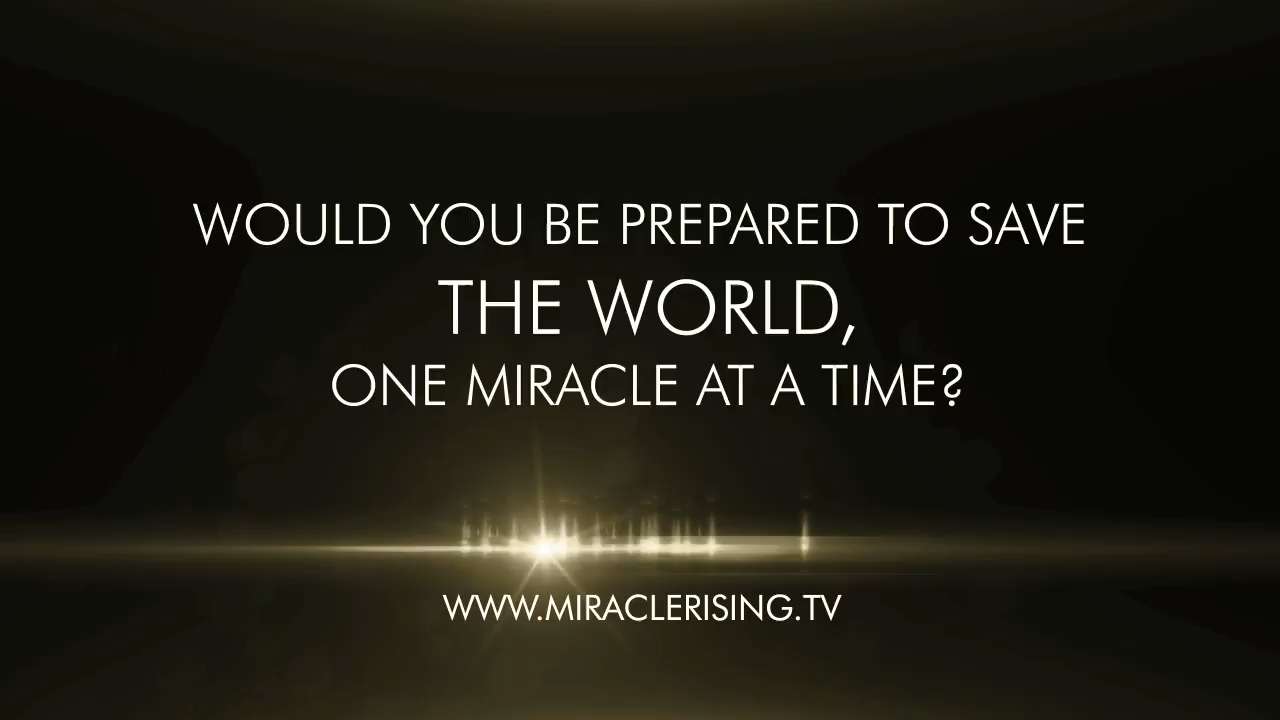 WOULD YOU BE PREPARED TO SAVE
THE WORLD,
ONE MIRACLE AT A TIME?
WWW.MIRACLERISING.TV